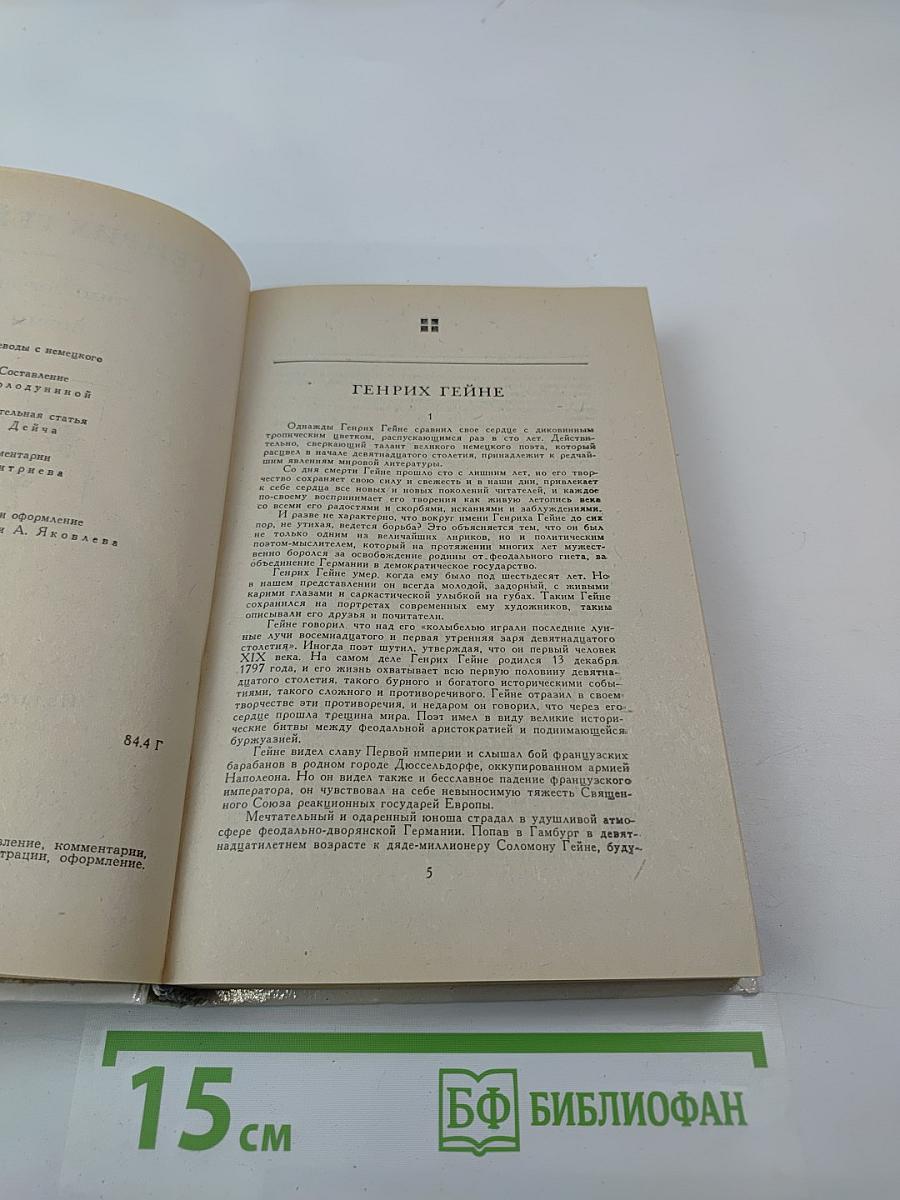 еводы с немецкого
Составление
олодуниной
тельная статья
Дейча
ментарии
итриева
и оформление
и А. Яковлева
84.4 Г
вление, комментарии,
трации, оформление.
ГЕНРИХ ГЕЙНЕ
1
Однажды Генрих Гейне сравнил свое сердце с диковинным
тропическим цветком, распускающимся раз в сто лет. Действи-
тельно, сверкающий талант великого немецкого поэта, который
расцвел в начале девятнадцатого столетия, принадлежит к редчай-
шим явлениям мировой литературы.
Со дня смерти Гейне прошло сто с лишним лет, но его твор-
чество сохраняет свою силу и свежесть и в наши дни, привлекает
к себе сердца все новых и новых поколений читателей, и каждое
по-своему воспринимает его творения как живую летопись века
со всеми его радостями и скорбями, исканиями и заблуждениями.
И разве не характерно, что вокруг имени Генриха Гейне до сих
пор, не утихая, ведется борьба? Это объясняется тем, что он был
не только одним из величайших лириков, но и политическим
поэтом-мыслителем, который на протяжении многих лет мужест-
венно боролся за освобождение родины от феодального гнета, за
объединение Германии в демократическое государство.
Генрих Гейне умер, когда ему было под шестьдесят лет. Но
в нашем представлении он всегда молодой, задорный, с живыми
карими глазами и саркастической улыбкой на губах. Таким Гейне
сохранился на портретах современных ему художников, таким
описывали его друзья и почитатели.
Гейне говорил, что над его «колыбелью играли последние лун-
ные лучи восемнадцатого и первая утренняя заря девятнадцатого
столетия». Иногда поэт шутил, утверждая, что он первый человек
XIX века. На самом деле Генрих Гейне родился 13 декабря
1797 года, и его жизнь охватывает всю первую половину девятна-
дцатого столетия, такого бурного и богатого историческими собы-
тиями, такого сложного и противоречивого. Гейне отразил в своем
творчестве эти противоречия, и недаром он говорил, что через его
сердце прошла трещина мира. Поэт имел в виду великие истори-
ческие битвы между феодальной аристократией и поднимающейся
буржуазией.
Гейне видел славу Первой империи и слышал бой французских
барабанов в родном городе Дюссельдорфе, оккупированном армией
Наполеона. Но он видел также и бесславное падение французского
императора, он чувствовал на себе невыносимую тяжесть Священ-
ного Союза реакционных государей Европы.
Мечтательный и одаренный юноша страдал в удушливой атмо-
сфере феодально-дворянской Германии. Попав в Гамбург в девят-
надцатилетнем возрасте к дяде-миллионеру Соломону Гейне, буду-
5
15 см
БФ БИБЛИОФАН